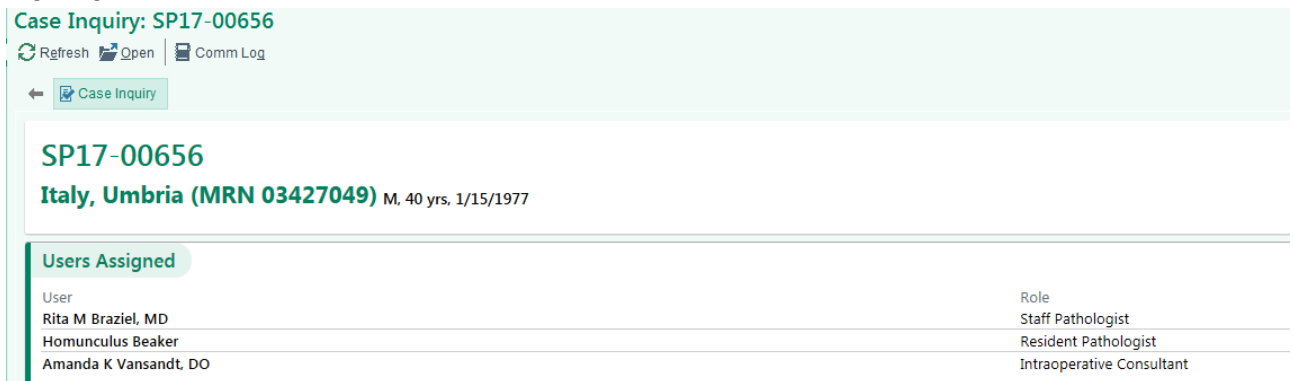 Case Inquiry: SP17-00656
Refresh Open Comm Log
Case Inquiry
SP17-00656
Italy, Umbria (MRN 03427049) M, 40 yrs, 1/15/1977
Users Assigned
User Role
Rita M Braziel, MD Staff Pathologist
Homunculus Beaker Resident Pathologist
Amanda K Vansandt, DO Intraoperative Consultant